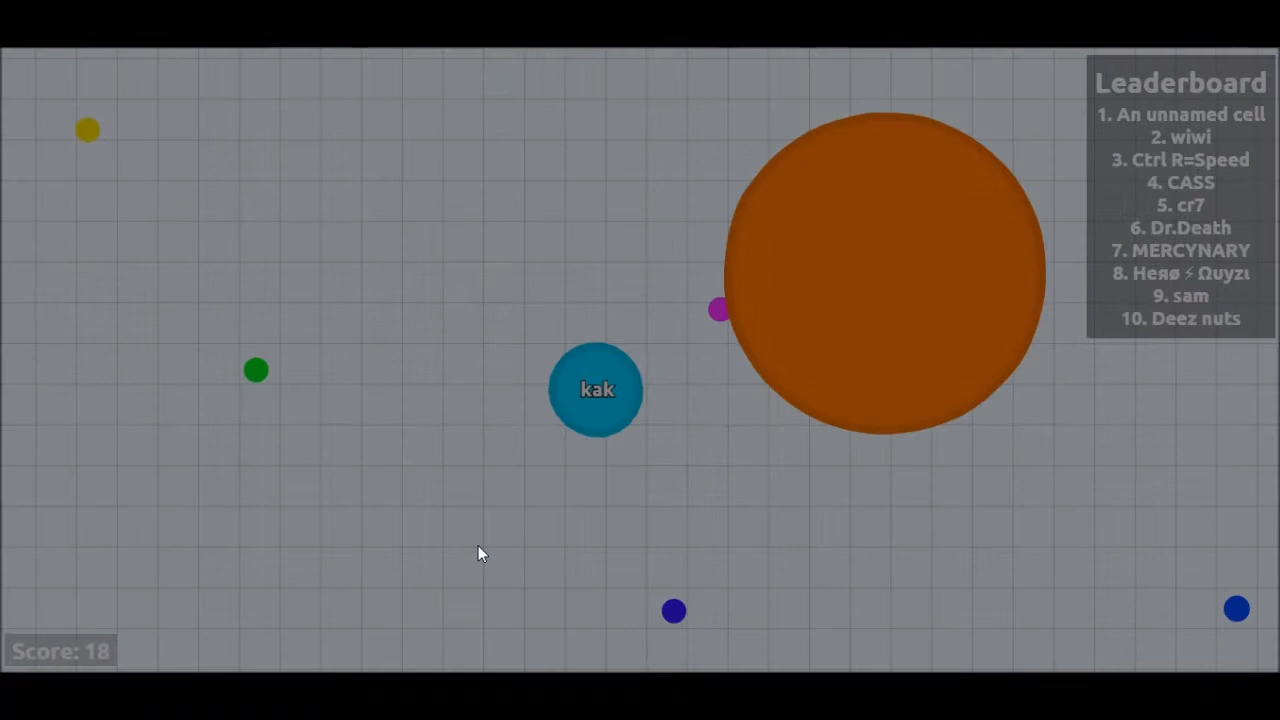 Leaderboard
1. An unnamed cell
2. wiwi
3. Ctrl R=Speed
4. CASS
5. cr7
6. Dr.Death
7. MERCYNARY
8. Heяø⚡Ωuyzι
9. sam
10. Deez nuts
kak
Score: 18